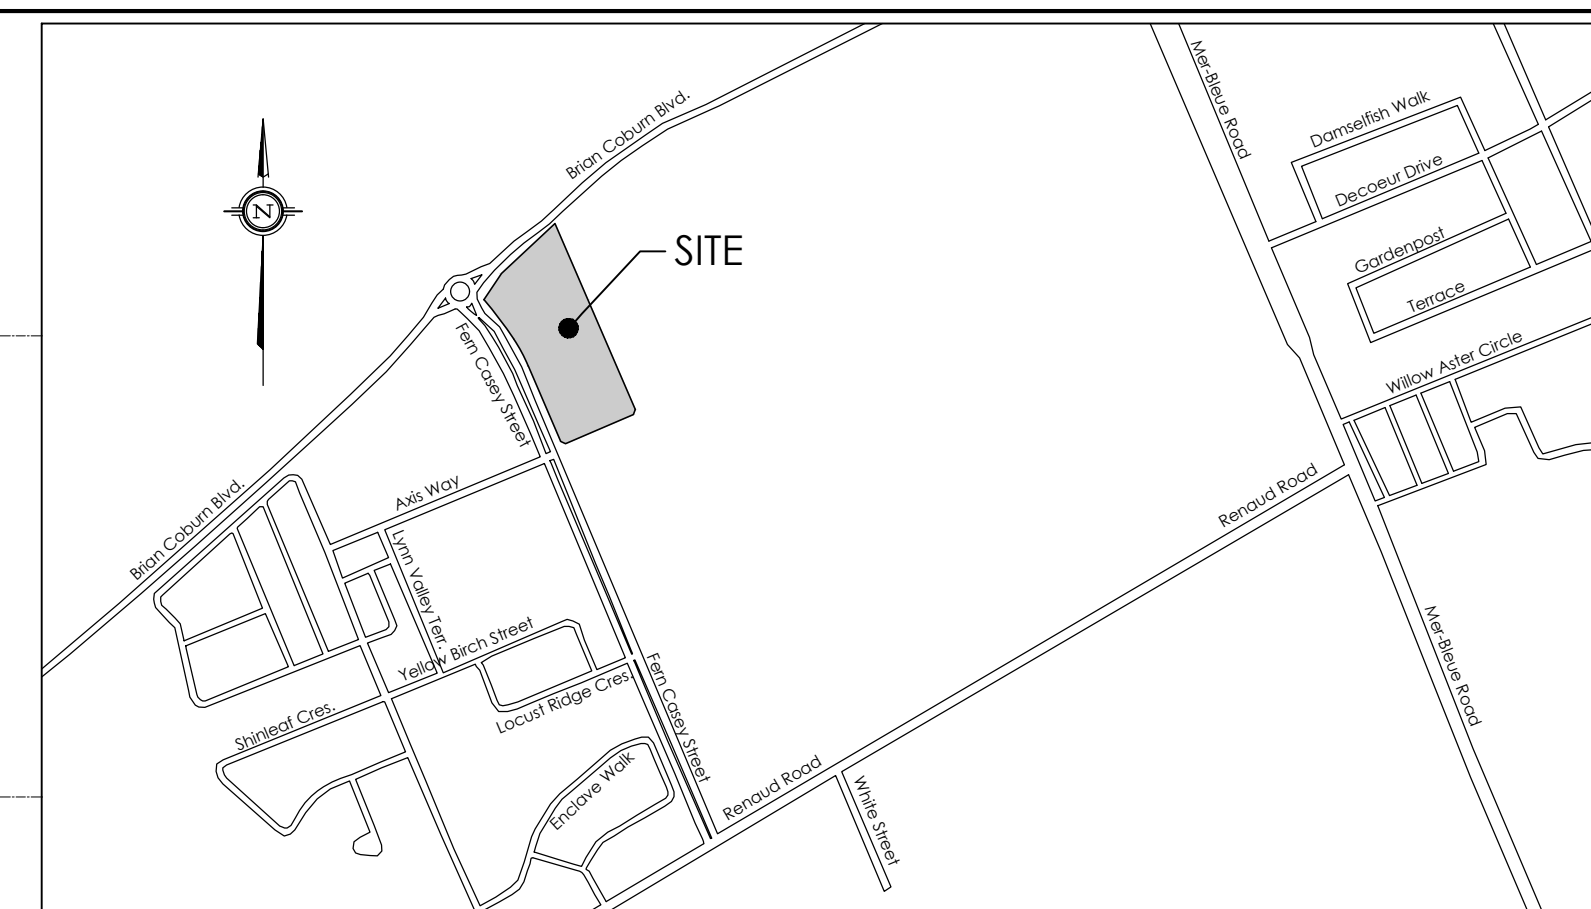 Mer-Bleue Road
Damselfish Walk
Brian Coburn Blvd.
Decoeur Drive
N
SITE
Gardenpost
Terrace
Fern Casey Street
Willow Aster Circle
Axis Way
Renaud Road
Brian Coburn Blvd.
Lynn Valley Terr.
Yellow Birch Street
Mer-Bleue Road
Locust Ridge Cres.
Fern Casey Street
Shinleaf Cres.
Enclave Walk
Renaud Road
White Street